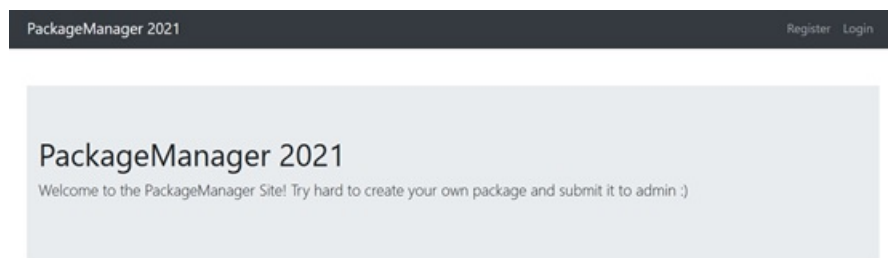 PackageManager 2021
Register Login
PackageManager 2021
Welcome to the PackageManager Site! Try hard to create your own package and submit it to admin :)